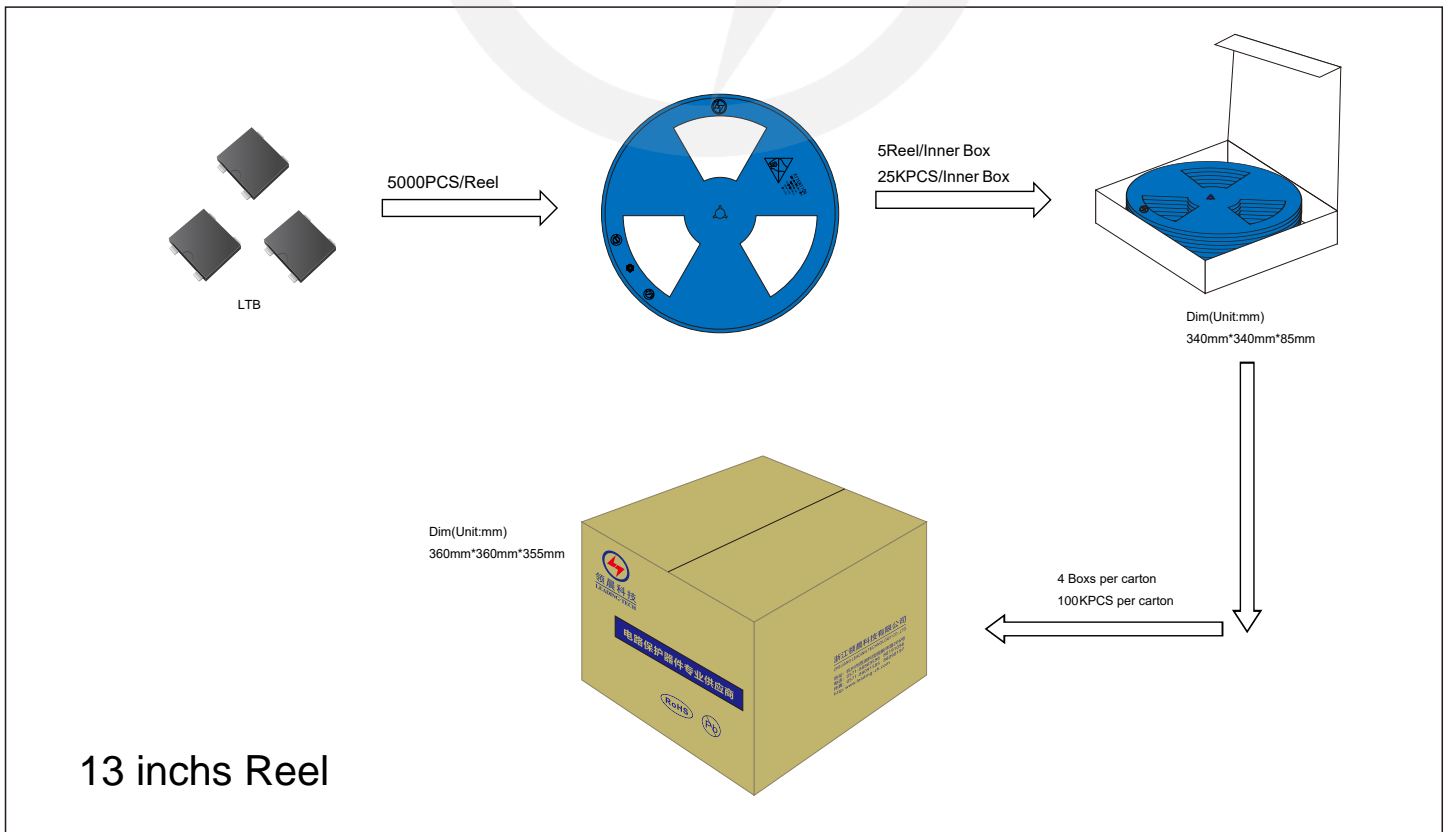 5000PCS/Reel
5Reel/Inner Box
25KPCS/Inner Box
LTB
Dim(Unit:mm)
340mm*340mm*85mm
Dim(Unit:mm)
360mm*360mm*355mm
4 Boxs per carton
100KPCS per carton
领晨科技
LEADING-TECH
电路保护器件专业供应商
RoHS
Pb
浙江领晨科技有限公司
13 inchs Reel